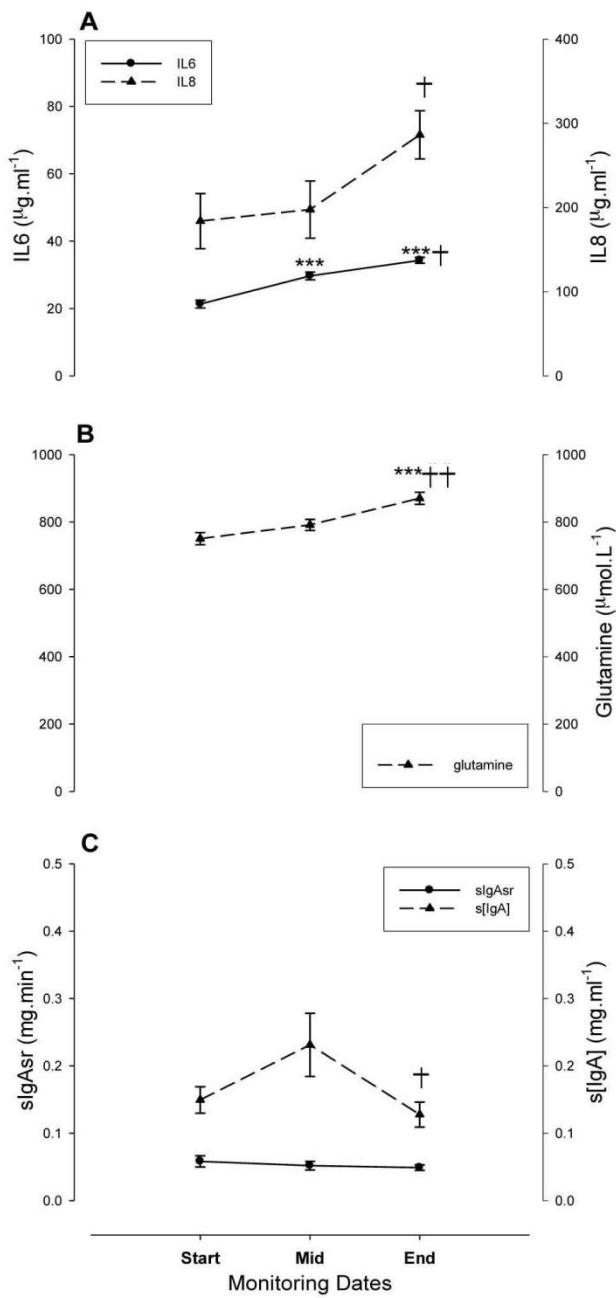 A
100
80
60
40
20
0
IL6 (μg.ml-1)
IL6
IL8
†
***
***†
400
300
200
100
0
IL8 (μg.ml-1)
B
1000
800
600
400
200
0
***††
glutamine
1000
800
600
400
200
0
Glutamine (μmol.L-1)
C
0.5
0.4
0.3
0.2
0.1
0.0
sIgAsr (mg.min-1)
sIgAsr
s[IgA]
†
0.5
0.4
0.3
0.2
0.1
0.0
s[IgA] (mg.ml-1)
Start Mid End
Monitoring Dates